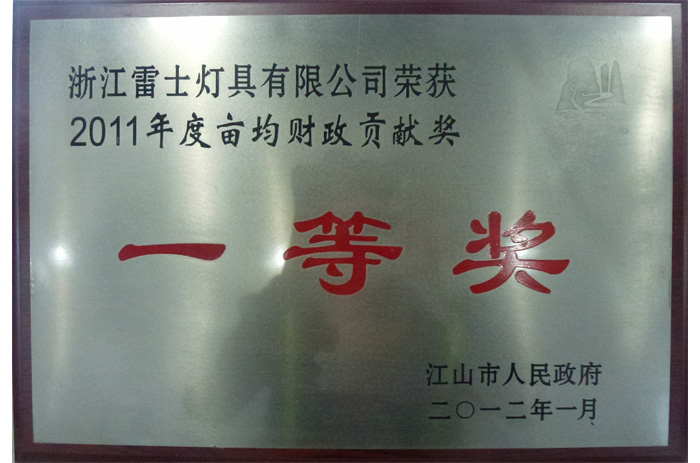 浙江雷士灯具有限公司荣获
2011年度亩均财政贡献奖
一等奖
江山市人民政府
二〇一二年一月